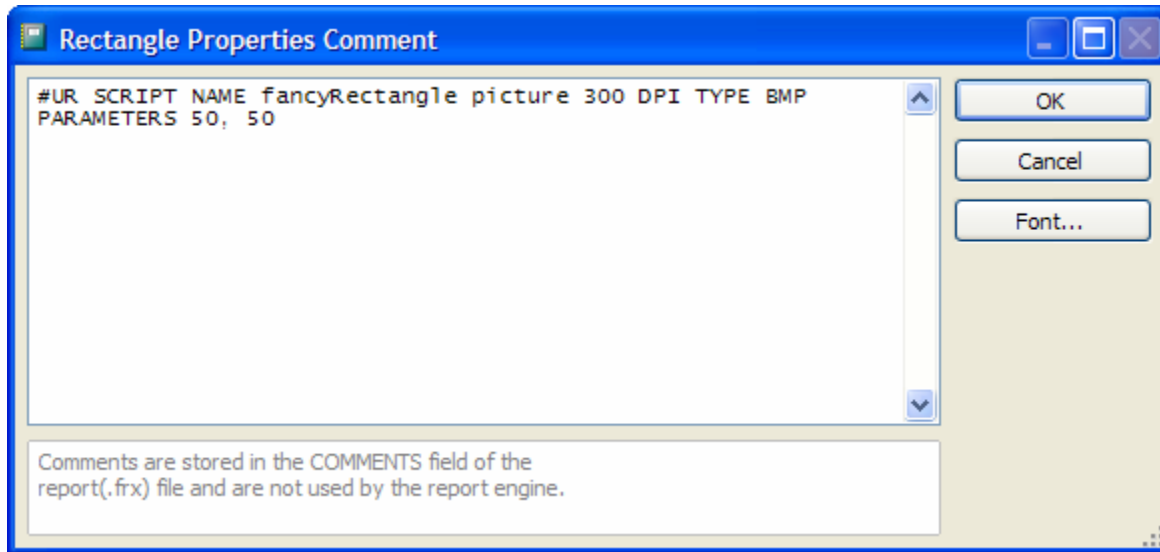 Rectangle Properties Comment
#UR SCRIPT NAME fancyRectangle picture 300 DPI TYPE BMP
PARAMETERS 50, 50
OK
Cancel
Font...
Comments are stored in the COMMENTS field of the
report(.frx) file and are not used by the report engine.